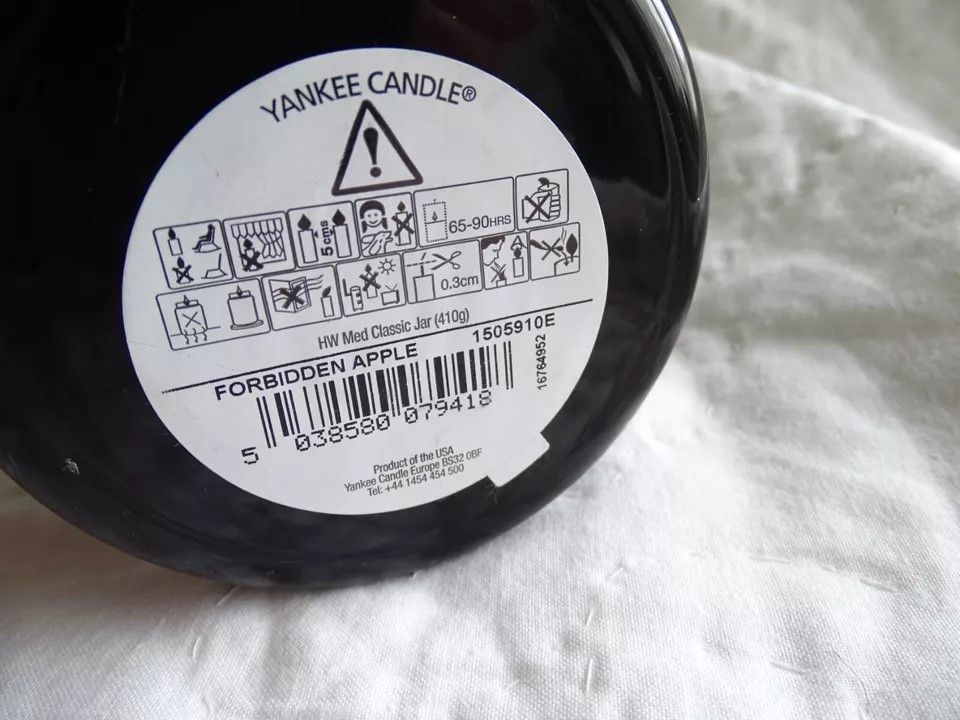 YANKEE CANDLE®
5cms
65-90HRS
0.3cm
HW Med Classic Jar (410g)
FORBIDDEN APPLE 1505910E
16764952
5 038580 079418
Product of the USA
Yankee Candle Europe BS32 0BF
Tel: +44 1454 454 500